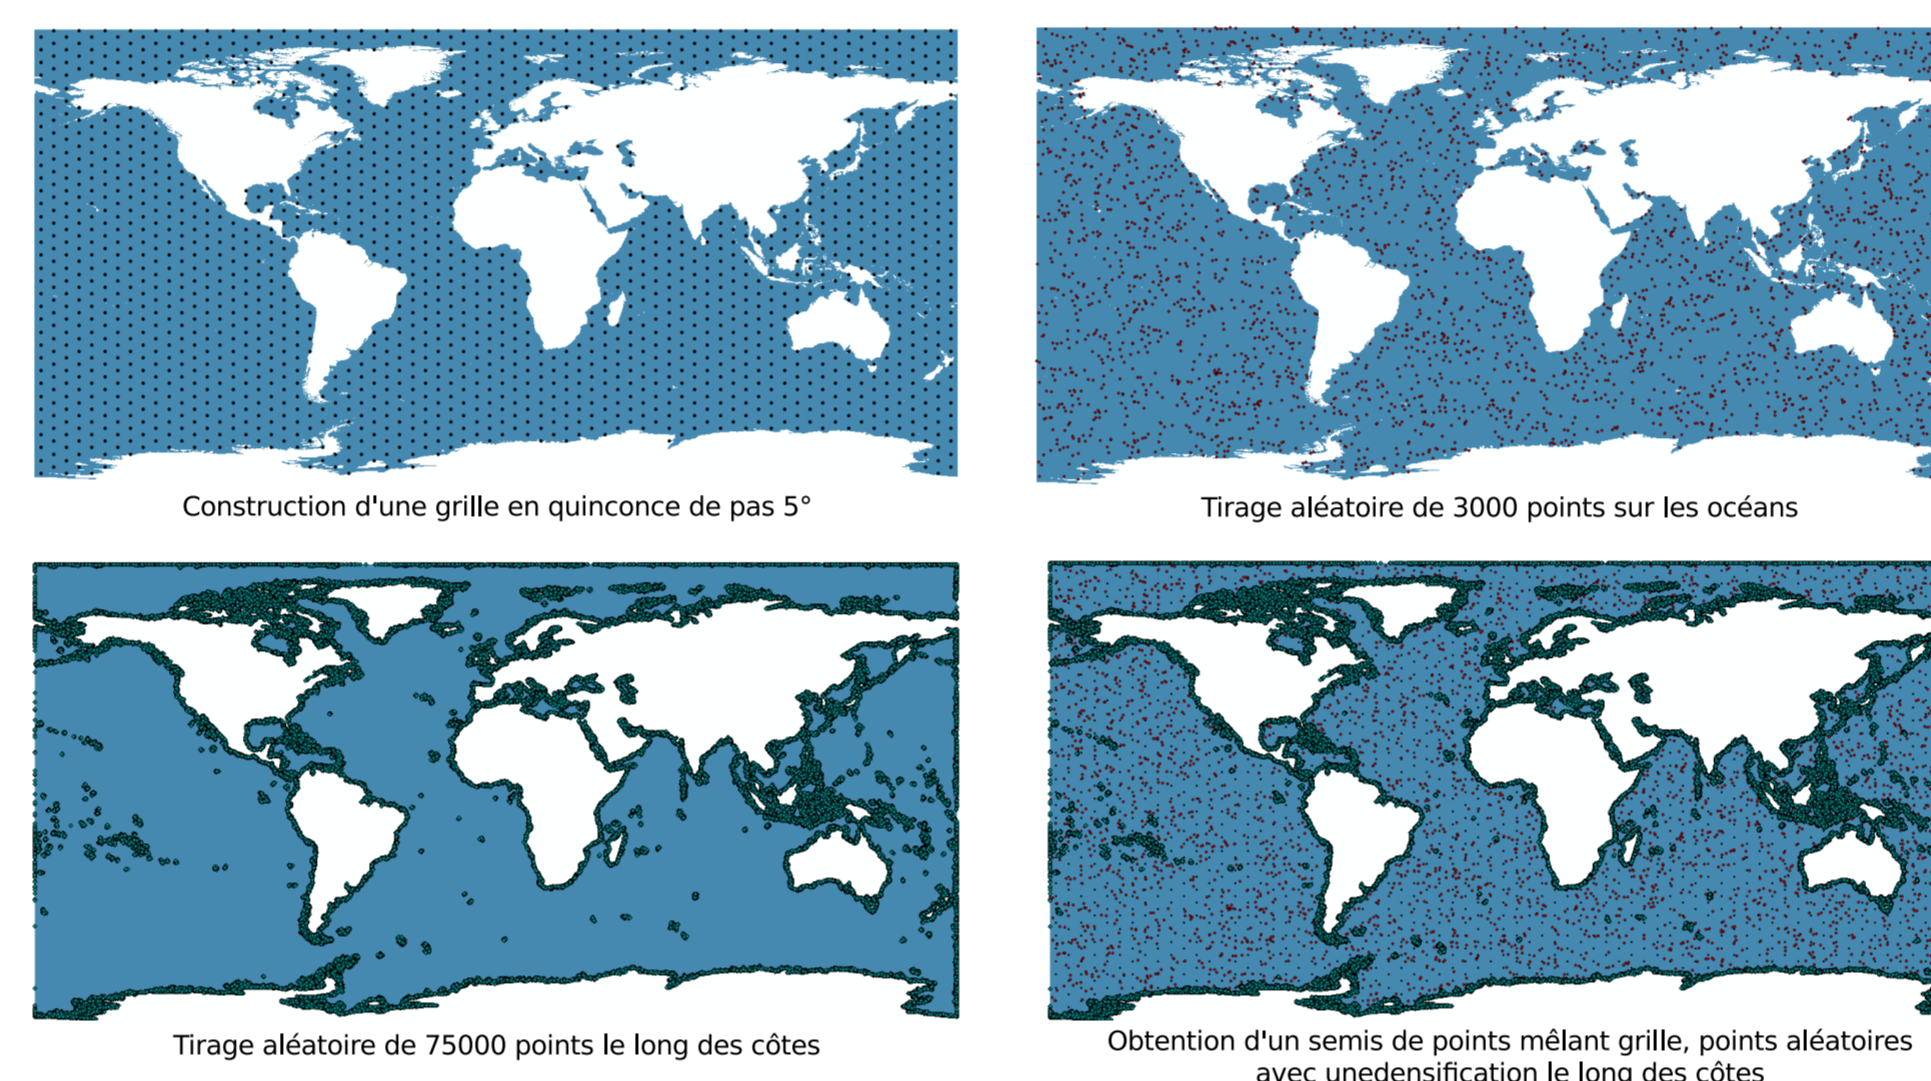 Construction d'une grille en quinconce de pas 5°
Tirage aléatoire de 3000 points sur les océans
Tirage aléatoire de 75000 points le long des côtes
Obtention d'un semis de points mêlant grille, points aléatoires
avec unedensification le long des côtes